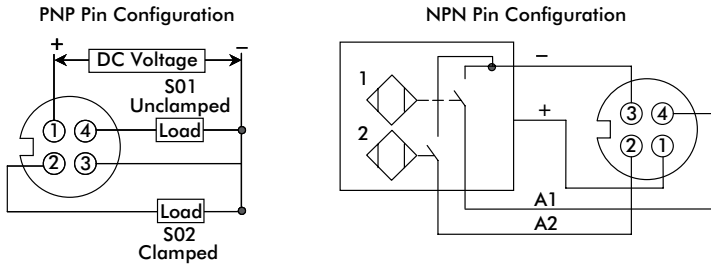 PNP Pin Configuration
+
DC Voltage
–
S01
Unclamped
Load
1
4
2
3
Load
S02
Clamped
NPN Pin Configuration
1
2
–
+
A1
A2
3
4
2
1